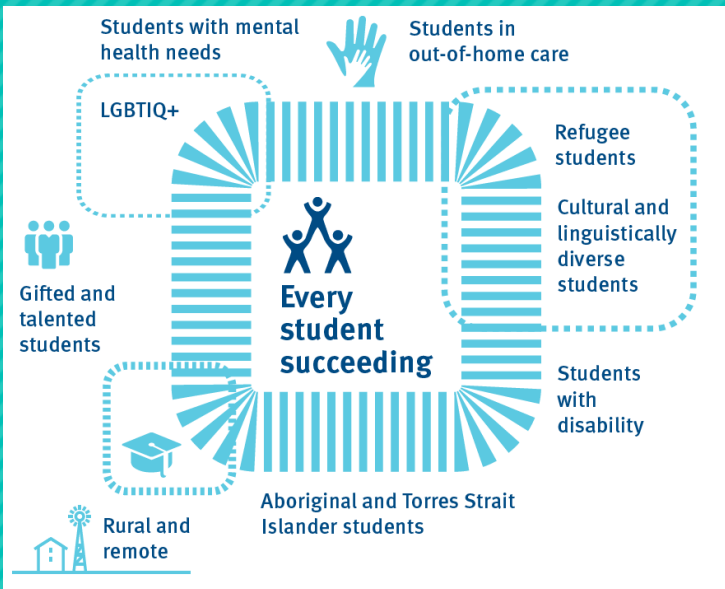 Students with mental
health needs
Students in
out-of-home care
LGBTIQ+
Refugee
students
Cultural and
linguistically
diverse
students
Gifted and
talented
students
Every
student
succeeding
Students
with
disability
Aboriginal and Torres Strait
Islander students
Rural and
remote